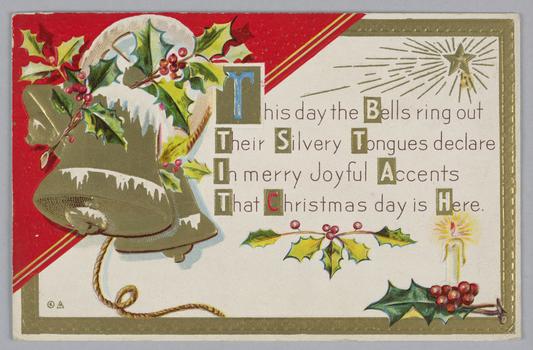 This day the Bells ring out
Their Silvery Tongues declare
In merry Joyful Accents
That Christmas day is Here.